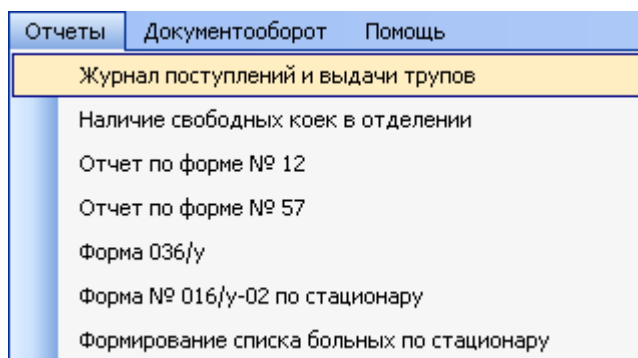 Отчеты Документооборот Помощь
Журнал поступлений и выдачи трупов
Наличие свободных коек в отделении
Отчет по форме № 12
Отчет по форме № 57
Форма 036/у
Форма № 016/у-02 по стационару
Формирование списка больных по стационару